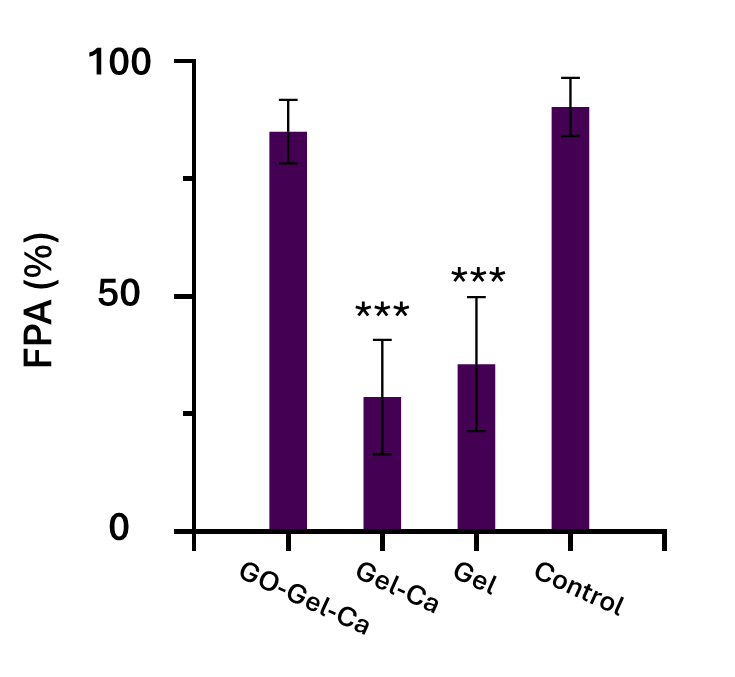 100
50
0
FPA (%)
***
***
GO-Gel-Ca
Gel-Ca
Gel
Control